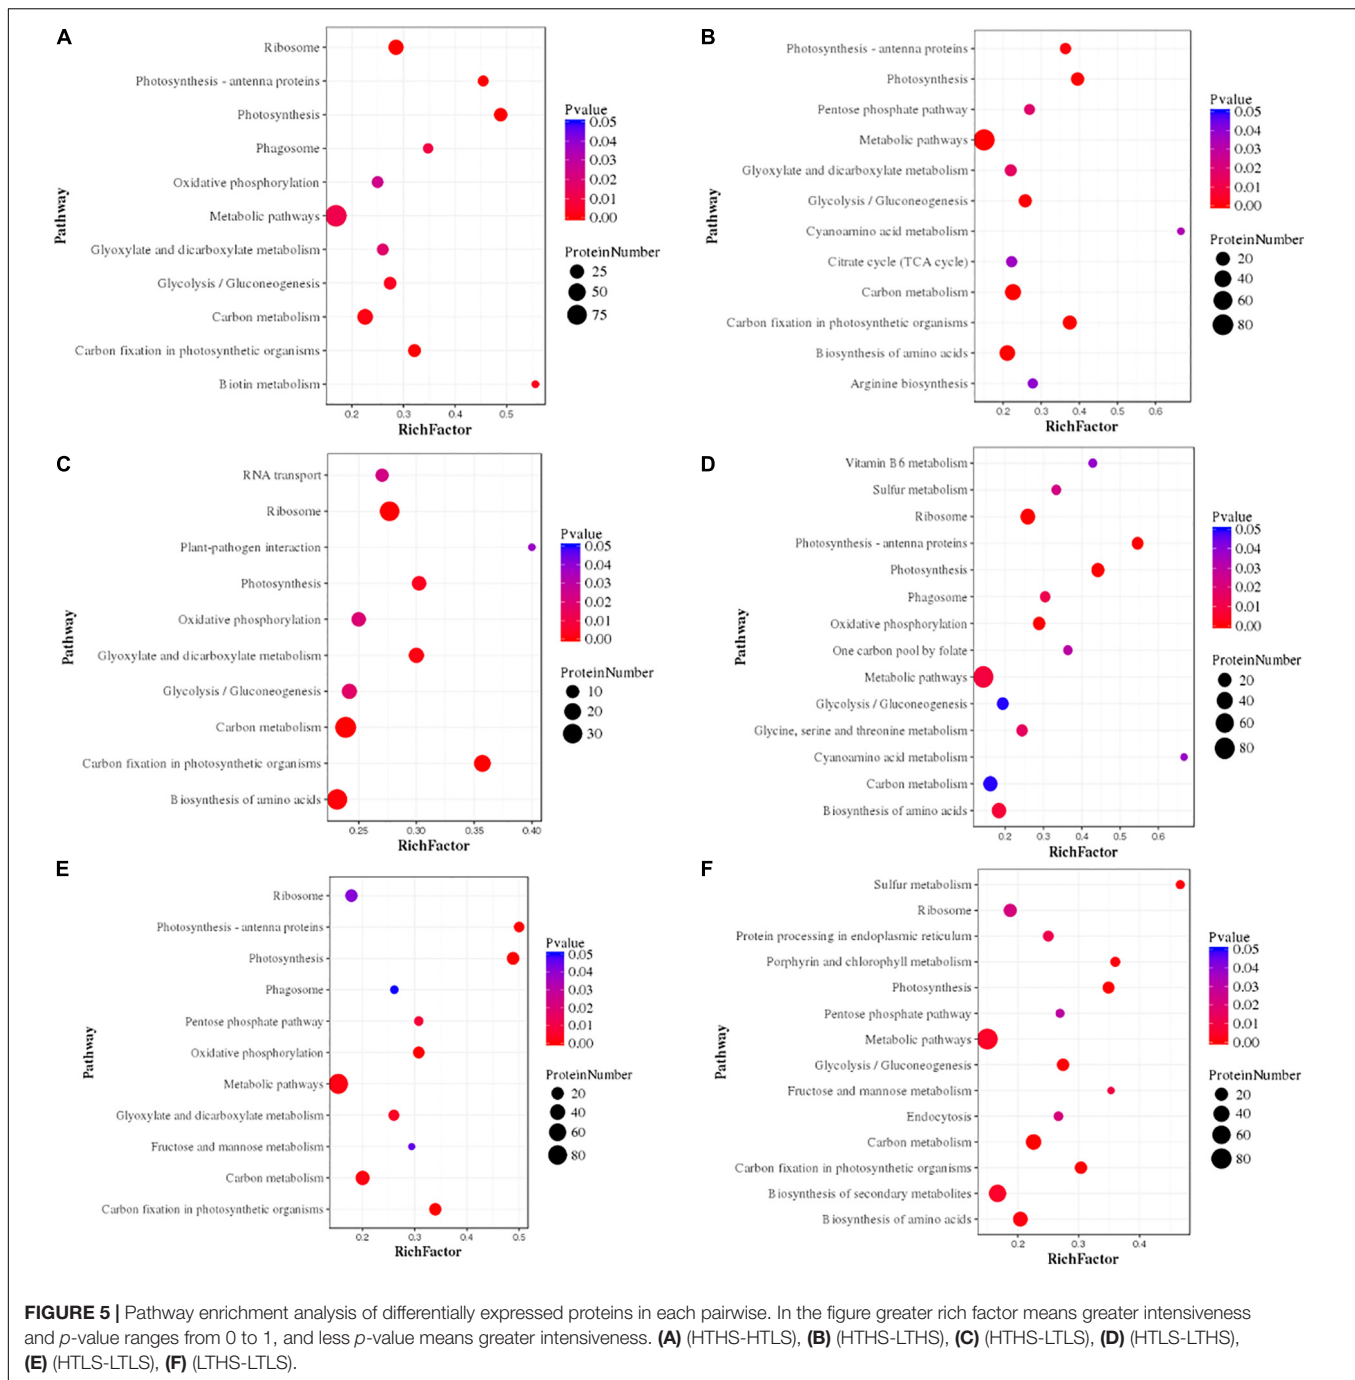 A
Ribosome
Photosynthesis - antenna proteins
Photosynthesis
Phagosome
Oxidative phosphorylation
Metabolic pathways
Glyoxylate and dicarboxylate metabolism
Glycolysis / Gluconeogenesis
Carbon metabolism
Carbon fixation in photosynthetic organisms
Biotin metabolism
Pathway
0.2 0.3 0.4 0.5
RichFactor
Pvalue
0.05
0.04
0.03
0.02
0.01
0.00
ProteinNumber
25
50
75
B
Photosynthesis - antenna proteins
Photosynthesis
Pentose phosphate pathway
Metabolic pathways
Glyoxylate and dicarboxylate metabolism
Glycolysis / Gluconeogenesis
Cyanoamino acid metabolism
Citrate cycle (TCA cycle)
Carbon metabolism
Carbon fixation in photosynthetic organisms
Biosynthesis of amino acids
Arginine biosynthesis
Pathway
0.2 0.3 0.4 0.5 0.6
RichFactor
Pvalue
0.05
0.04
0.03
0.02
0.01
0.00
ProteinNumber
20
40
60
80
C
RNA transport
Ribosome
Plant-pathogen interaction
Photosynthesis
Oxidative phosphorylation
Glyoxylate and dicarboxylate metabolism
Glycolysis / Gluconeogenesis
Carbon metabolism
Carbon fixation in photosynthetic organisms
Biosynthesis of amino acids
Pathway
0.25 0.30 0.35 0.40
RichFactor
Pvalue
0.05
0.04
0.03
0.02
0.01
0.00
ProteinNumber
10
20
30
D
Vitamin B6 metabolism
Sulfur metabolism
Ribosome
Photosynthesis - antenna proteins
Photosynthesis
Phagosome
Oxidative phosphorylation
One carbon pool by folate
Metabolic pathways
Glycolysis / Gluconeogenesis
Glycine, serine and threonine metabolism
Cyanoamino acid metabolism
Carbon metabolism
Biosynthesis of amino acids
Pathway
0.2 0.3 0.4 0.5 0.6
RichFactor
Pvalue
0.05
0.04
0.03
0.02
0.01
0.00
ProteinNumber
20
40
60
80
E
Ribosome
Photosynthesis - antenna proteins
Photosynthesis
Phagosome
Pentose phosphate pathway
Oxidative phosphorylation
Metabolic pathways
Glyoxylate and dicarboxylate metabolism
Fructose and mannose metabolism
Carbon metabolism
Carbon fixation in photosynthetic organisms
Pathway
0.2 0.3 0.4 0.5
RichFactor
Pvalue
0.05
0.04
0.03
0.02
0.01
0.00
ProteinNumber
20
40
60
80
F
Sulfur metabolism
Ribosome
Protein processing in endoplasmic reticulum
Porphyrin and chlorophyll metabolism
Photosynthesis
Pentose phosphate pathway
Metabolic pathways
Glycolysis / Gluconeogenesis
Fructose and mannose metabolism
Endocytosis
Carbon metabolism
Carbon fixation in photosynthetic organisms
Biosynthesis of secondary metabolites
Biosynthesis of amino acids
Pathway
0.2 0.3 0.4
RichFactor
Pvalue
0.05
0.04
0.03
0.02
0.01
0.00
ProteinNumber
20
40
60
80
FIGURE 5 | Pathway enrichment analysis of differentially expressed proteins in each pairwise. In the figure greater rich factor means greater intensiveness
and p-value ranges from 0 to 1, and less p-value means greater intensiveness. (A) (HTHS-HTLS), (B) (HTHS-LTHS), (C) (HTHS-LTLS), (D) (HTLS-LTHS),
(E) (HTLS-LTLS), (F) (LTHS-LTLS).